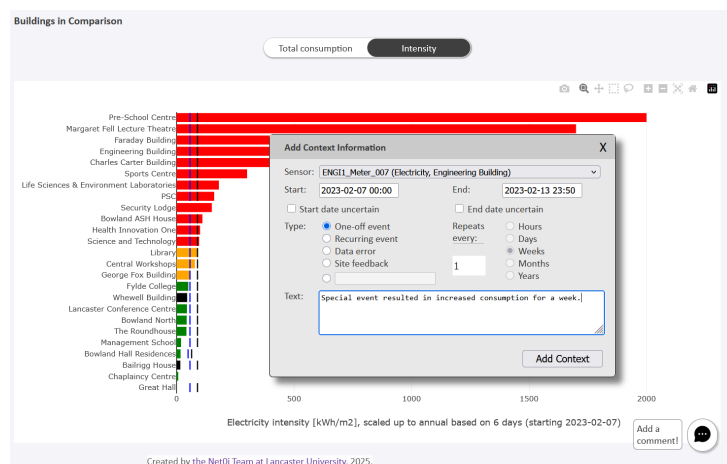 Buildings in Comparison
Total consumption Intensity
Pre-School Centre
Margaret Fell Lecture Theatre
Faraday Building
Engineering Building
Charles Carter Building
Sports Centre
Life Sciences & Environment Laboratories
PSC
Security Lodge
Bowland ASH House
Health Innovation One
Science and Technology
Library
Central Workshops
George Fox Building
Fylde College
Whewell Building
Lancaster Conference Centre
Bowland North
The Roundhouse
Management School
Bowland Hall Residences
Bailrigg House
Chaplaincy Centre
Great Hall
0 500 1000 1500 2000
Electricity intensity [kWh/m2], scaled up to annual based on 6 days (starting 2023-02-07)
Add Context Information X
Sensor: ENGI1_Meter_007 (Electricity, Engineering Building)
Start: 2023-02-07 00:00 End: 2023-02-13 23:50
Start date uncertain End date uncertain
Type: One-off event Repeats Hours
Recurring event every: Days
Data error Weeks
Site feedback 1 Months
Years
Text: Special event resulted in increased consumption for a week.
Add Context
Add a
comment!
Created by the Net0i Team at Lancaster University, 2025.